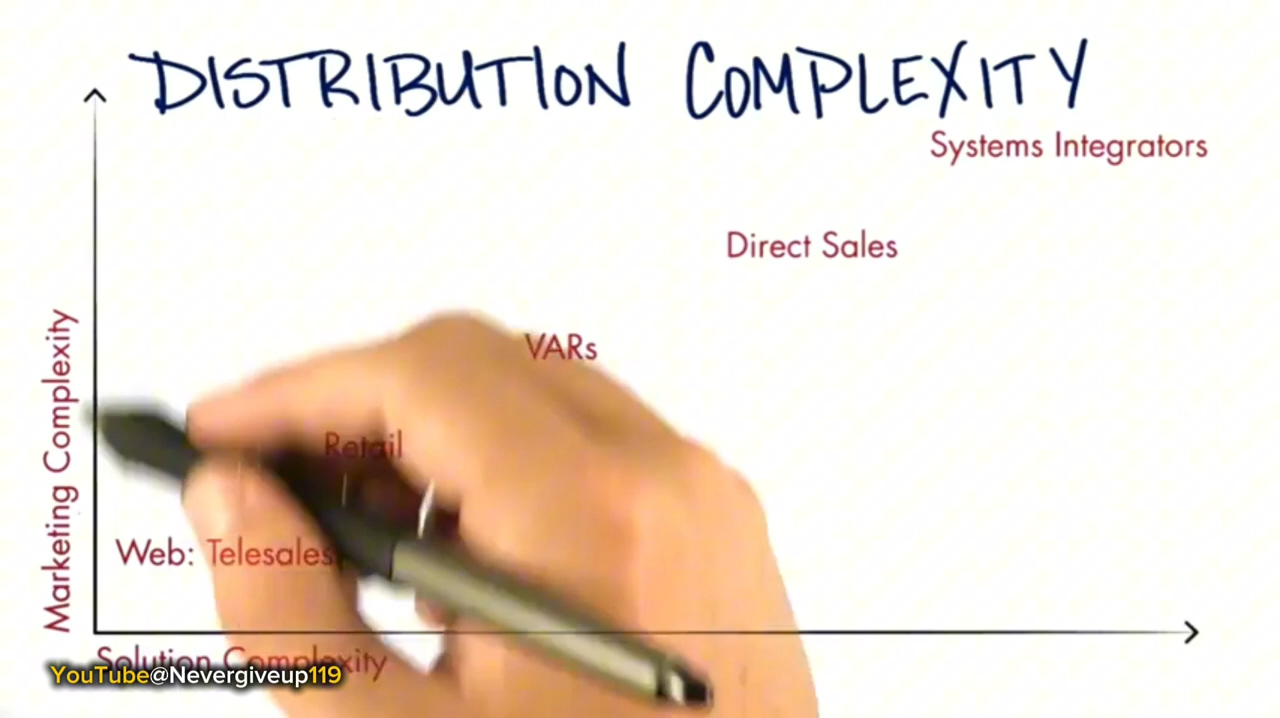 DISTRIBUTION COMPLEXITY
Systems Integrators
Direct Sales
VARs
Retail
Web: Telesales
Marketing Complexity
Solution Complexity
YouTube@Nevergiveup119